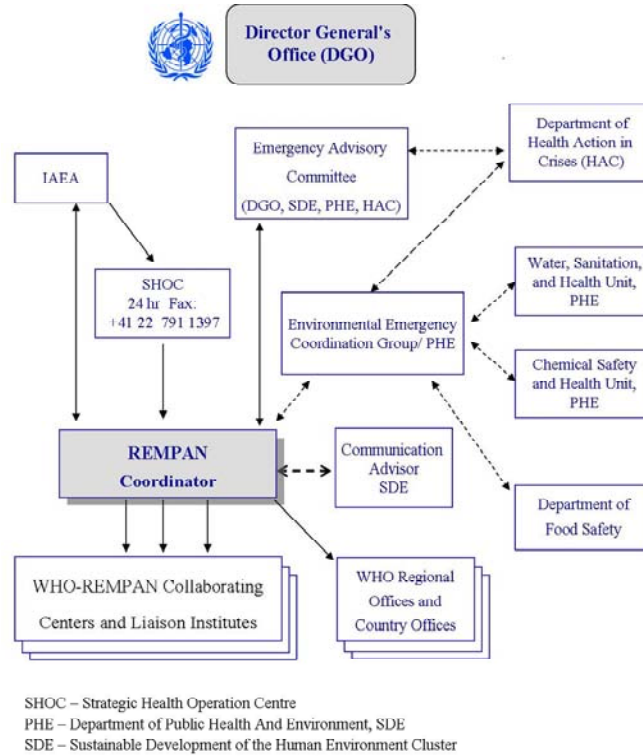 Director General's
Office (DGO)
Emergency Advisory
Committee
(DGO, SDE, PHE, HAC)
Department of
Health Action in
Crises (HAC)
IAEA
SHOC
24 hr Fax:
+41 22 791 1397
Water, Sanitation,
and Health Unit,
PHE
Environmental Emergency
Coordination Group/ PHE
Chemical Safety
and Health Unit,
PHE
REMPAN
Coordinator
Communication
Advisor
SDE
Department of
Food Safety
WHO-REMPAN Collaborating
Centers and Liaison Institutes
WHO Regional
Offices and
Country Offices
SHOC – Strategic Health Operation Centre
PHE – Department of Public Health And Environment, SDE
SDE – Sustainable Development of the Human Environment Cluster